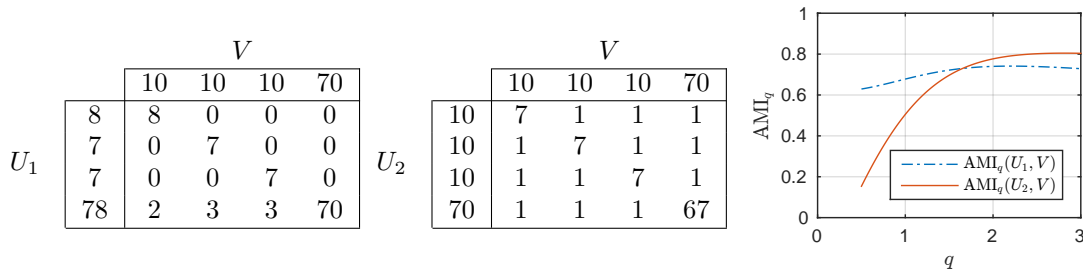 V
10 10 10 70
8 8 0 0 0
7 0 7 0 0
U₁
7 0 0 7 0
78 2 3 3 70
V
10 10 10 70
10 7 1 1 1
10 1 7 1 1
U₂
10 1 1 7 1
70 1 1 1 67
1
0.8
0.6
0.4
0.2
0
AMI_q
AMI_q(U₁, V)
AMI_q(U₂, V)
0 1 2 3
q